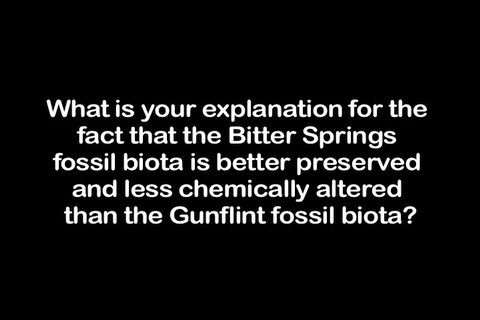 What is your explanation for the
fact that the Bitter Springs
fossil biota is better preserved
and less chemically altered
than the Gunflint fossil biota?